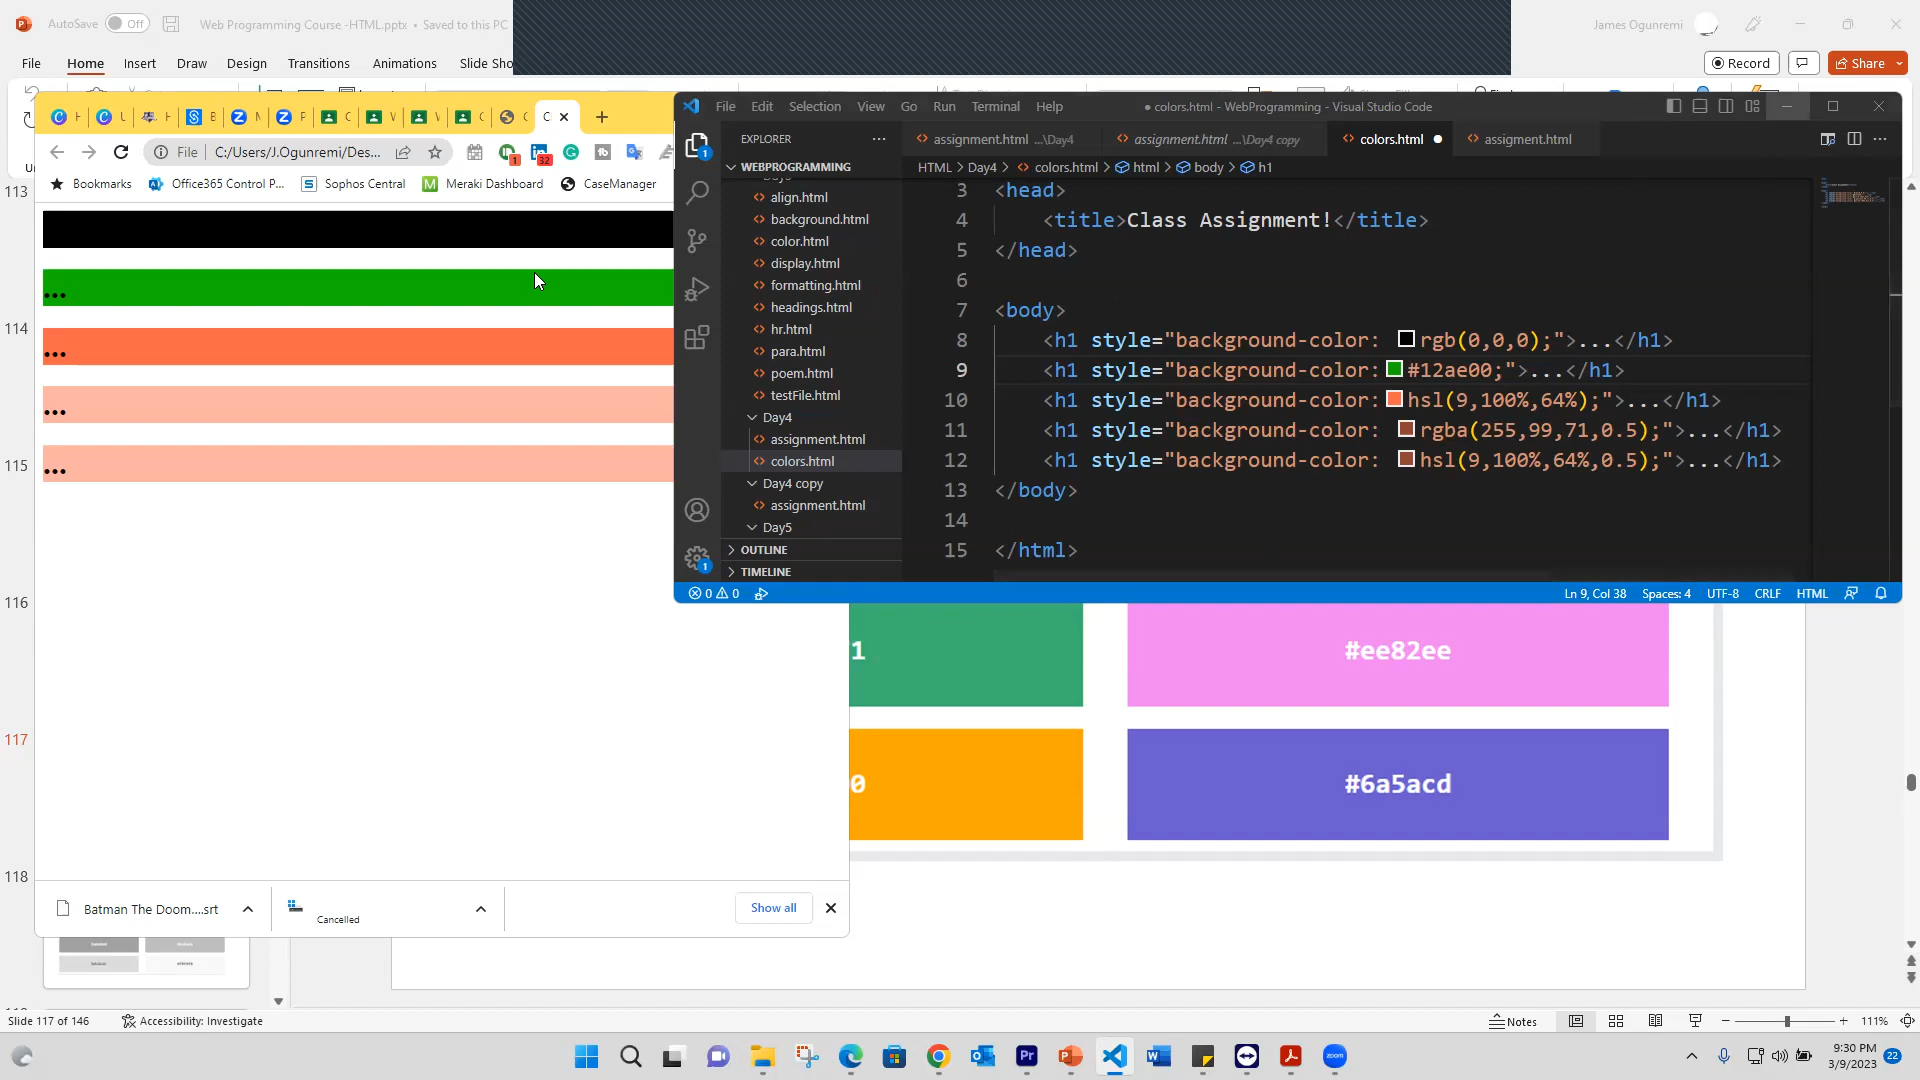 AutoSave Off Web Programming Course -HTML.pptx • Saved to this PC
James Ogunremi
File Home Insert Draw Design Transitions Animations Slide Sho
Record Share
File C:/Users/J.Ogunremi/Des...
Bookmarks Office365 Control P... Sophos Central Meraki Dashboard CaseManager
1 32
...
...
...
...
Batman The Doom....srt
Cancelled
Show all
113
114
115
116
117
118
File Edit Selection View Go Run Terminal Help
● colors.html - WebProgramming - Visual Studio Code
EXPLORER
WEBPROGRAMMING
align.html
background.html
color.html
display.html
formatting.html
headings.html
hr.html
para.html
poem.html
testFile.html
Day4
assignment.html
colors.html
Day4 copy
assignment.html
Day5
OUTLINE
TIMELINE
assignment.html ...\Day4 assignment.html ...\Day4 copy colors.html assigment.html
HTML > Day4 > colors.html > html > body > h1
3 <head>
4 <title>Class Assignment!</title>
5 </head>
6
7 <body>
8 <h1 style="background-color: rgb(0,0,0);">...</h1>
9 <h1 style="background-color:#12ae00;">...</h1>
10 <h1 style="background-color:hsl(9,100%,64%);">...</h1>
11 <h1 style="background-color: rgba(255,99,71,0.5);">...</h1>
12 <h1 style="background-color: hsl(9,100%,64%,0.5);">...</h1>
13 </body>
14
15 </html>
0 0 Ln 9, Col 38 Spaces: 4 UTF-8 CRLF HTML
1 #ee82ee
0 #6a5acd
Slide 117 of 146 Accessibility: Investigate Notes 111%
9:30 PM
3/9/2023 22